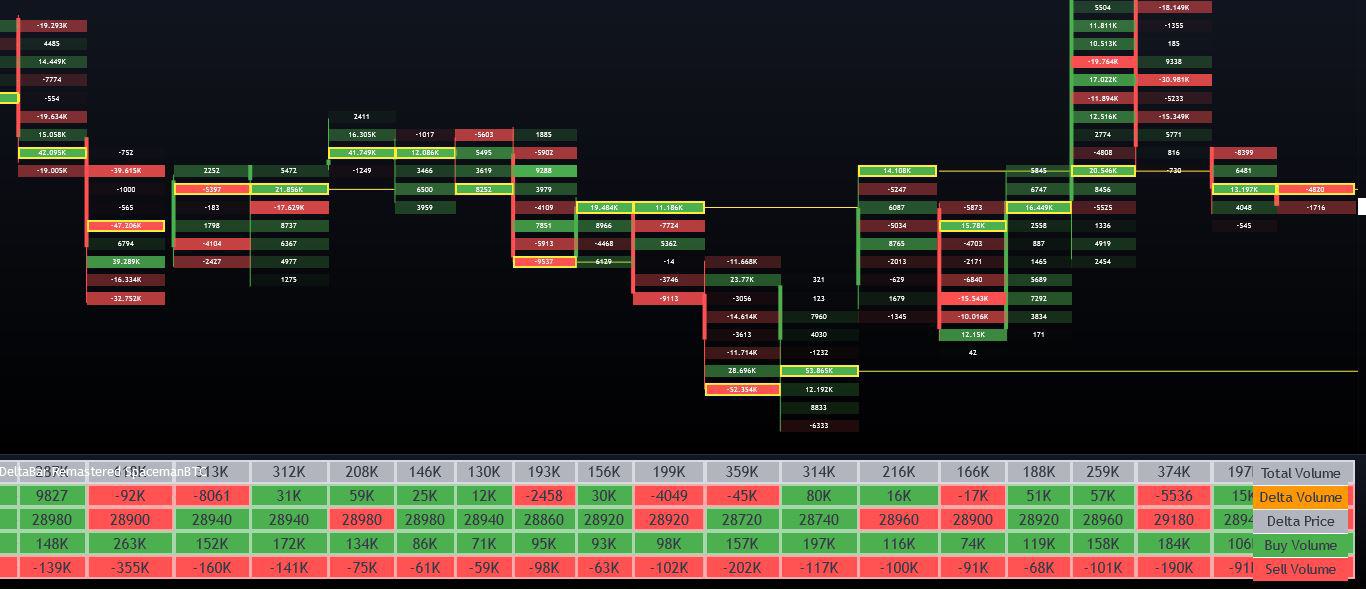 5504 -18.149K
-19.293K 11.811K -1355
4485 10.513K 185
14.449K -19.764K 9338
-7774 17.022K -30.981K
-554 -11.894K -5233
-19.634K 2411 12.516K -15.349K
15.058K 16.305K -1017 -5603 1885 2774 5771
42.095K -752 41.749K 12.086K 5495 -5902 -4808 816 -8399
-19.005K -39.615K 2252 5472 -1249 3466 3619 9288 14.108K 5845 20.546K -730 6481
-1000 -5397 21.856K 6500 8252 3979 -5247 6747 8456 13.197K -4820
-565 -183 -17.629K 3959 -4109 19.484K 11.186K 6087 -5873 16.449K -5525 4048 -1716
-47.206K 1798 8737 7851 8966 -7724 -5034 15.78K 2558 1336 -545
6794 -4104 6367 -5913 -4468 5362 8765 -4703 887 4919
39.289K -2427 4977 -9537 6129 -14 -11.668K -2013 -2171 1465 2454
-16.334K 1275 -3746 23.77K 321 -629 -6840 5689
-32.752K -9113 -3056 123 1679 -15.543K 7292
-14.614K 7960 -1345 -10.016K 3834
-3613 4030 12.15K 171
-11.714K -1232 42
28.696K 53.865K
-52.354K 12.192K
8833
-6333
DeltaBar Remastered SpacemanBTC 312K 208K 146K 130K 193K 156K 199K 359K 314K 216K 166K 188K 259K 374K 197 Total Volume
9827 -92K -8061 31K 59K 25K 12K -2458 30K -4049 -45K 80K 16K -17K 51K 57K -5536 15K Delta Volume
28980 28900 28940 28940 28980 28980 28940 28860 28920 28920 28720 28740 28960 28900 28920 28960 29180 2894 Delta Price
148K 263K 152K 172K 134K 86K 71K 95K 93K 98K 157K 197K 116K 74K 119K 158K 184K 106 Buy Volume
-139K -355K -160K -141K -75K -61K -59K -98K -63K -102K -202K -117K -100K -91K -68K -101K -190K -91 Sell Volume